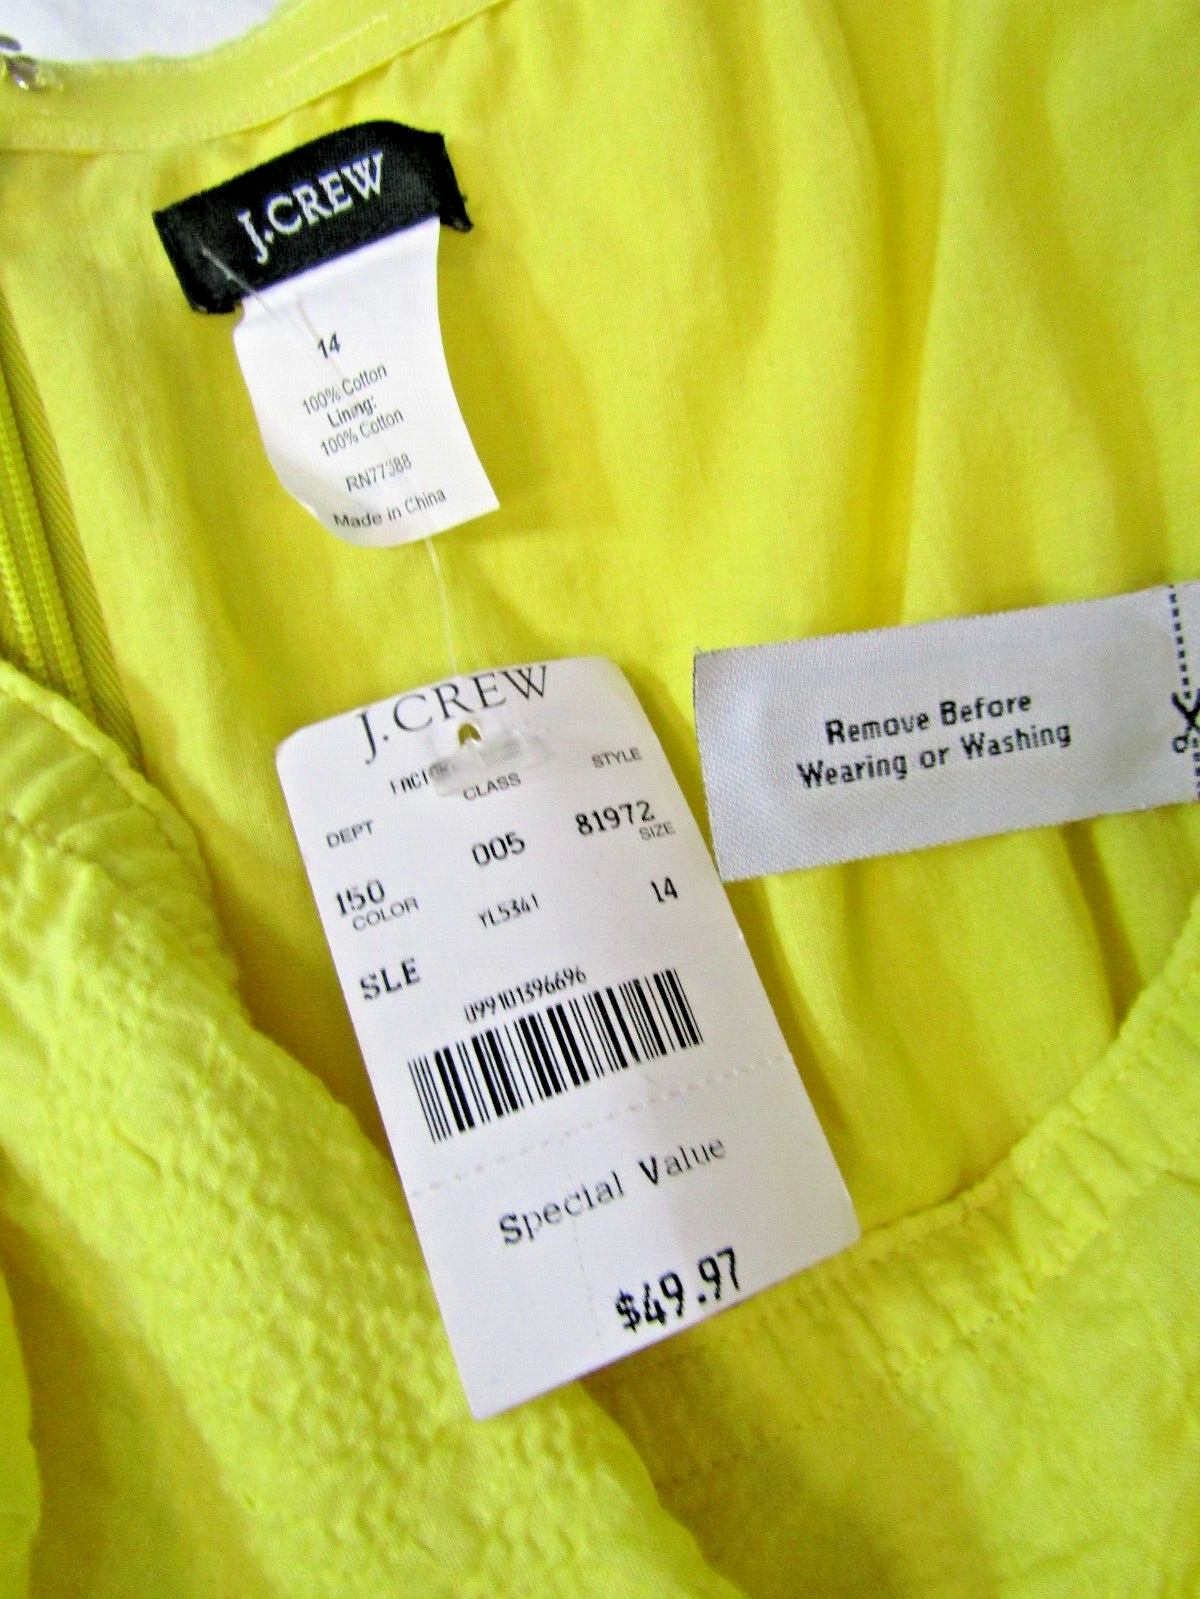 J.CREW
14
100% Cotton
Lining:
100% Cotton
RN77388
Made in China
J.CREW
DEPT CLASS STYLE
150 005 81972
COLOR SIZE
SLE YL5341 14
099101396696
Special Value
$49.97
Remove Before
Wearing or Washing